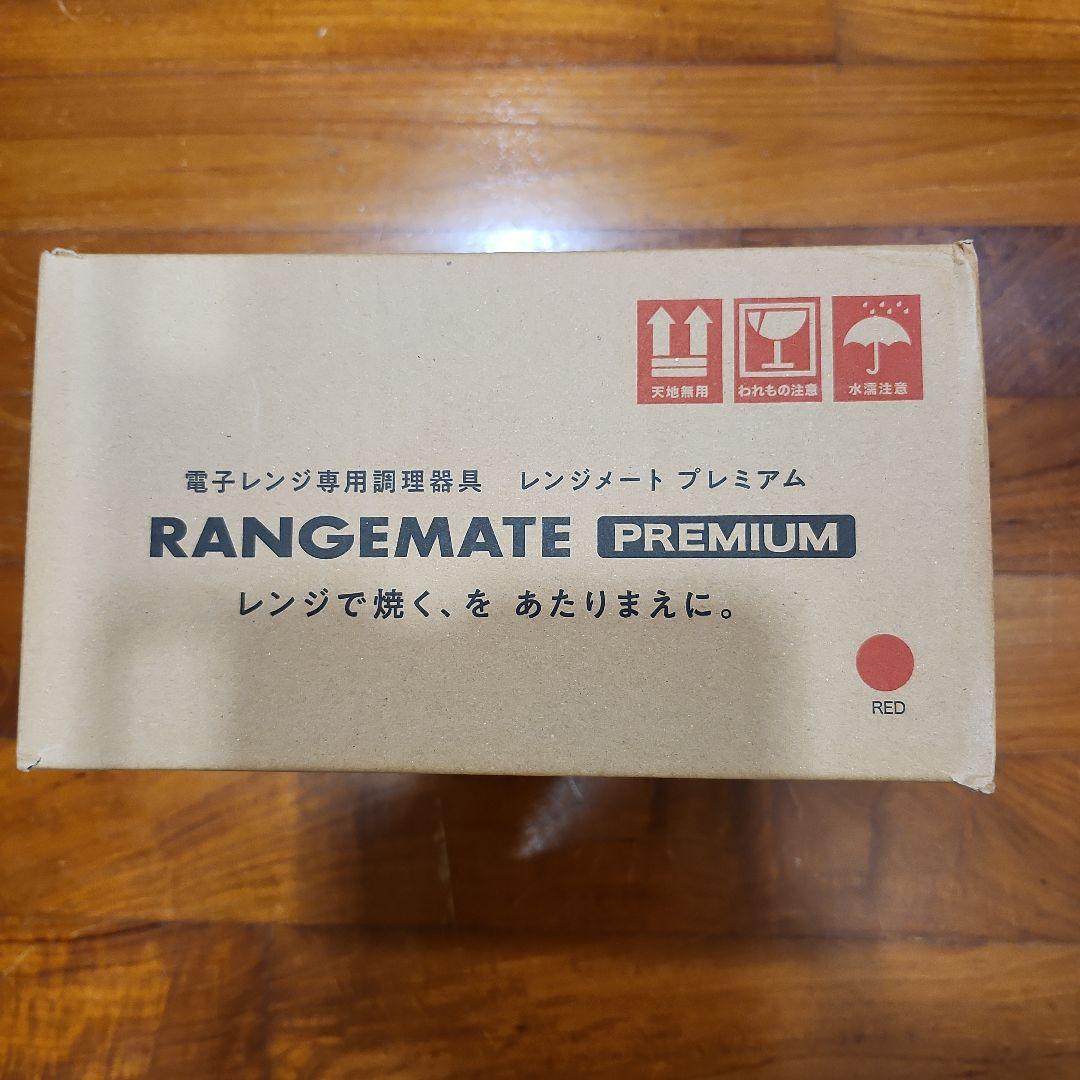 天地無用
われもの注意
水濡注意
電子レンジ専用調理器具 レンジメート プレミアム
RANGEMATE PREMIUM
レンジで焼く、を あたりまえに。
RED